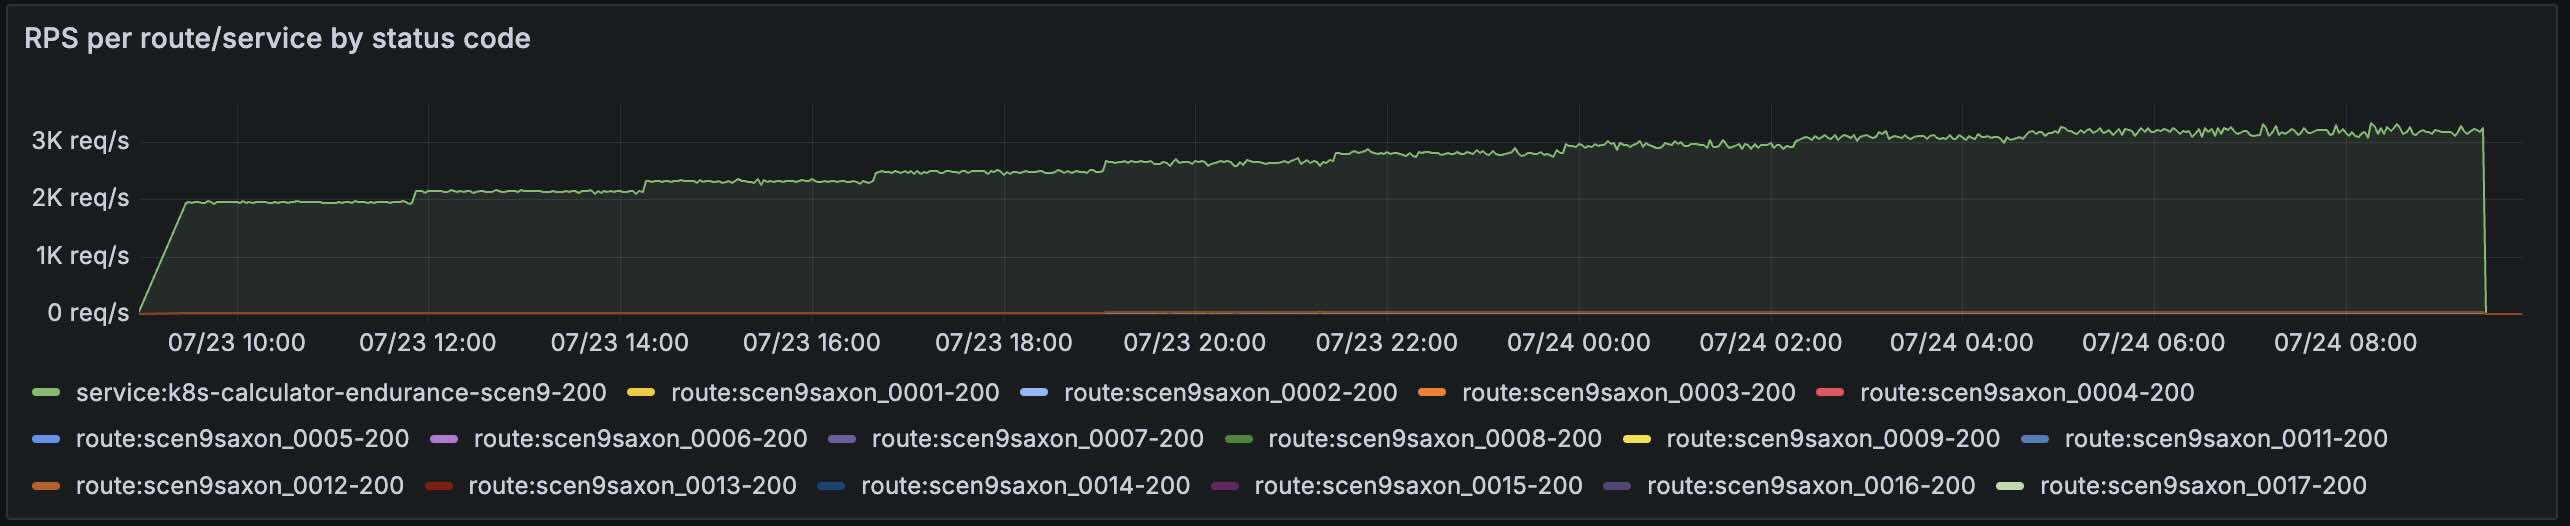 RPS per route/service by status code
3K req/s
2K req/s
1K req/s
0 req/s
07/23 10:00 07/23 12:00 07/23 14:00 07/23 16:00 07/23 18:00 07/23 20:00 07/23 22:00 07/24 00:00 07/24 02:00 07/24 04:00 07/24 06:00 07/24 08:00
service:k8s-calculator-endurance-scen9-200 route:scen9saxon_0001-200 route:scen9saxon_0002-200 route:scen9saxon_0003-200 route:scen9saxon_0004-200
route:scen9saxon_0005-200 route:scen9saxon_0006-200 route:scen9saxon_0007-200 route:scen9saxon_0008-200 route:scen9saxon_0009-200 route:scen9saxon_0011-200
route:scen9saxon_0012-200 route:scen9saxon_0013-200 route:scen9saxon_0014-200 route:scen9saxon_0015-200 route:scen9saxon_0016-200 route:scen9saxon_0017-200